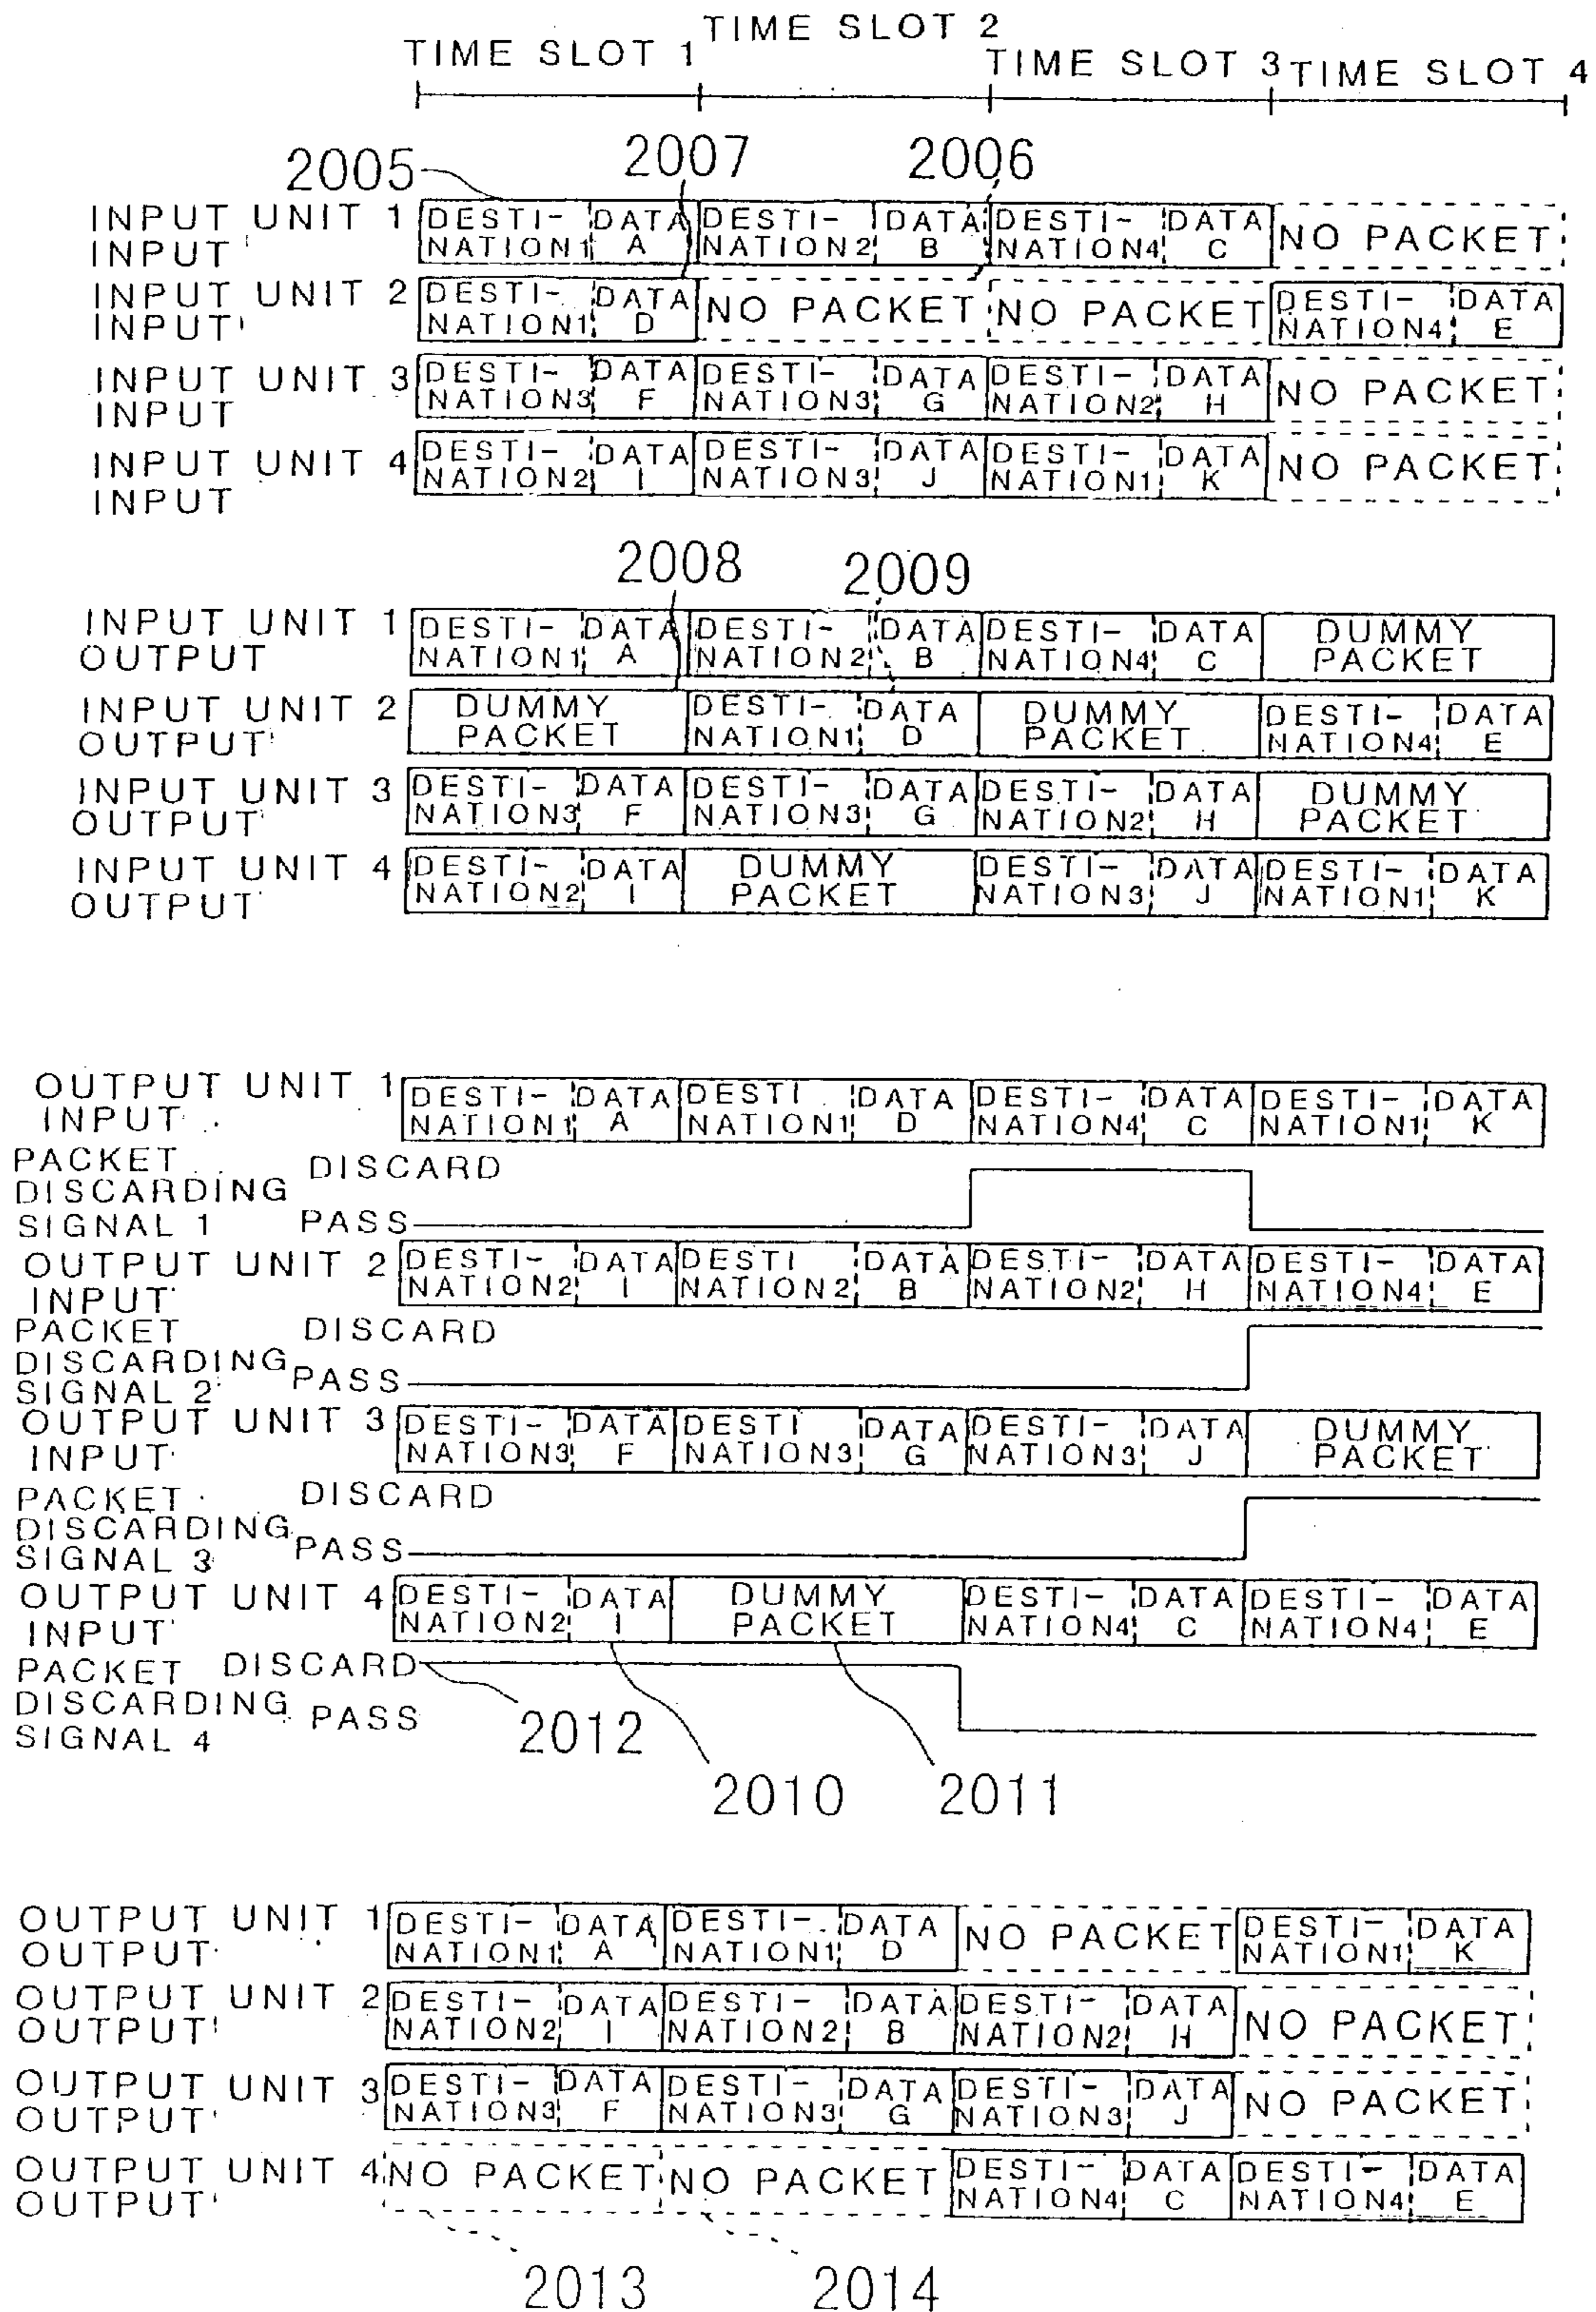 TIME SLOT 1 TIME SLOT 2 TIME SLOT 3 TIME SLOT 4
2005 2007 2006
INPUT UNIT 1 DESTI- DATA DESTI- DATA DESTI- DATA NO PACKET
INPUT NATION1 A NATION2 B NATION4 C
INPUT UNIT 2 DESTI- DATA NO PACKET NO PACKET DESTI- DATA
INPUT NATION1 D NATION4 E
INPUT UNIT 3 DESTI- DATA DESTI- DATA DESTI- DATA NO PACKET
INPUT NATION3 F NATION3 G NATION2 H
INPUT UNIT 4 DESTI- DATA DESTI- DATA DESTI- DATA NO PACKET
INPUT NATION2 I NATION3 J NATION1 K
2008 2009
INPUT UNIT 1 DESTI- DATA DESTI- DATA DESTI- DATA DUMMY
OUTPUT NATION1 A NATION2 B NATION4 C PACKET
INPUT UNIT 2 DUMMY DESTI- DATA DUMMY DESTI- DATA
OUTPUT PACKET NATION1 D PACKET NATION4 E
INPUT UNIT 3 DESTI- DATA DESTI- DATA DESTI- DATA DUMMY
OUTPUT NATION3 F NATION3 G NATION2 H PACKET
INPUT UNIT 4 DESTI- DATA DUMMY DESTI- DATA DESTI- DATA
OUTPUT NATION2 I PACKET NATION3 J NATION1 K
OUTPUT UNIT 1 DESTI- DATA DESTI DATA DESTI- DATA DESTI- DATA
INPUT NATION1 A NATION1 D NATION4 C NATION1 K
PACKET DISCARD
DISCARDING
SIGNAL 1 PASS
OUTPUT UNIT 2 DESTI- DATA DESTI DATA DESTI- DATA DESTI- DATA
INPUT NATION2 I NATION2 B NATION2 H NATION4 E
PACKET DISCARD
DISCARDING PASS
SIGNAL 2
OUTPUT UNIT 3 DESTI- DATA DESTI DATA DESTI- DATA DUMMY
INPUT NATION3 F NATION3 G NATION3 J PACKET
PACKET DISCARD
DISCARDING PASS
SIGNAL 3
OUTPUT UNIT 4 DESTI- DATA DUMMY DESTI- DATA DESTI- DATA
INPUT NATION2 I PACKET NATION4 C NATION4 E
PACKET DISCARD
DISCARDING PASS
SIGNAL 4
2012
2010 2011
OUTPUT UNIT 1 DESTI- DATA DESTI- DATA NO PACKET DESTI- DATA
OUTPUT NATION1 A NATION1 D NATION1 K
OUTPUT UNIT 2 DESTI- DATA DESTI- DATA DESTI- DATA NO PACKET
OUTPUT NATION2 I NATION2 B NATION2 H
OUTPUT UNIT 3 DESTI- DATA DESTI- DATA DESTI- DATA NO PACKET
OUTPUT NATION3 F NATION3 G NATION3 J
OUTPUT UNIT 4 NO PACKET NO PACKET DESTI- DATA DESTI- DATA
OUTPUT NATION4 C NATION4 E
2013 2014